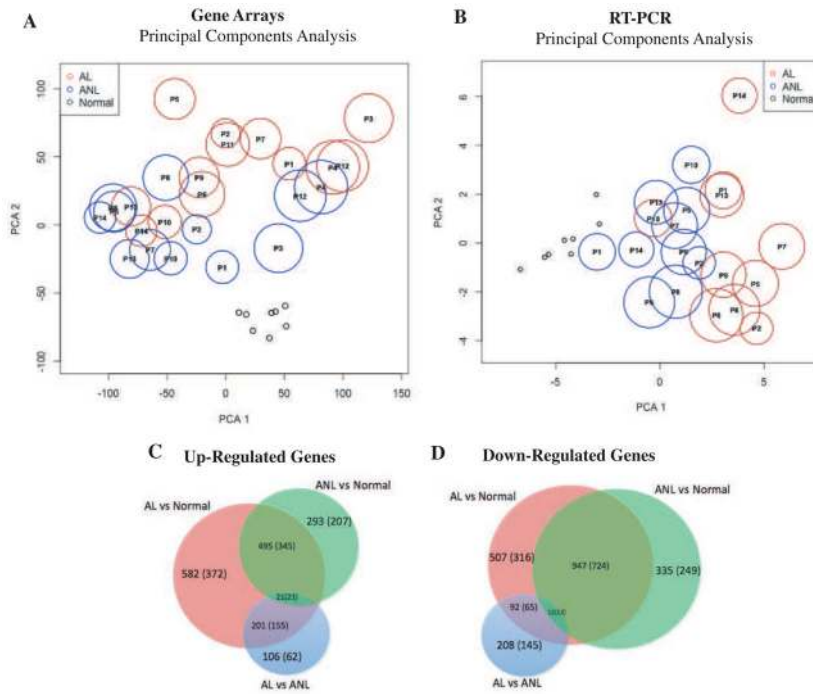 A
Gene Arrays
Principal Components Analysis
AL
ANL
Normal
100
50
0
-50
-100
PCA 2
-100
-50
0
50
100
150
PCA 1
P5
P3
P2
P11
P7
P1
P4
P12
P12
P9
P6
P8
P3
P1
P2
P10
P14
P7
P13
P10
P14
B
RT-PCR
Principal Components Analysis
AL
ANL
Normal
6
4
2
0
-2
-4
PCA 2
-5
0
5
PCA 1
P14
P13
P1
P13
P7
P1
P14
P2
P5
P8
P2
C
Up-Regulated Genes
AL vs Normal
ANL vs Normal
293 (207)
495 (345)
582 (372)
201 (155)
106 (62)
AL vs ANL
D
Down-Regulated Genes
AL vs Normal
ANL vs Normal
507 (316)
947 (724)
335 (249)
92 (65)
208 (145)
AL vs ANL